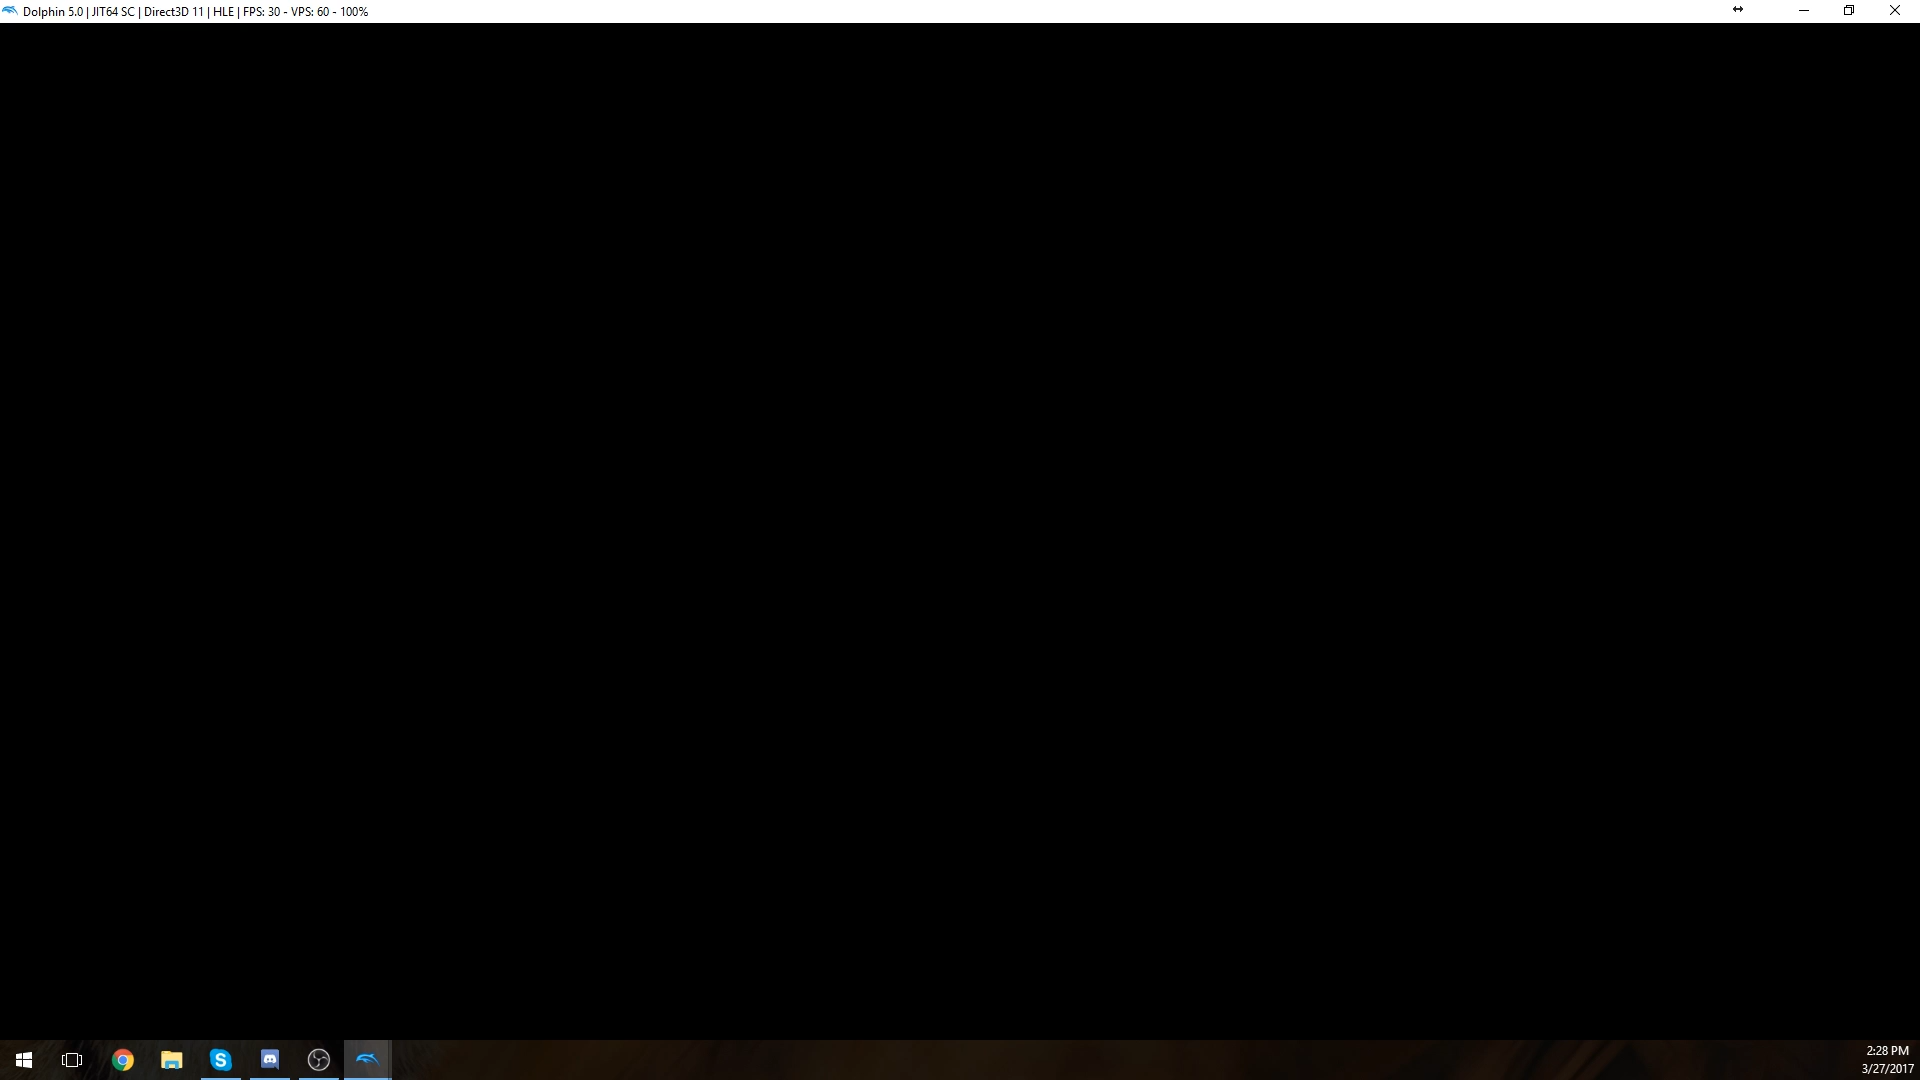 Dolphin 5.0 | JIT64 SC | Direct3D 11 | HLE | FPS: 30 - VPS: 60 - 100%
2:28 PM
3/27/2017